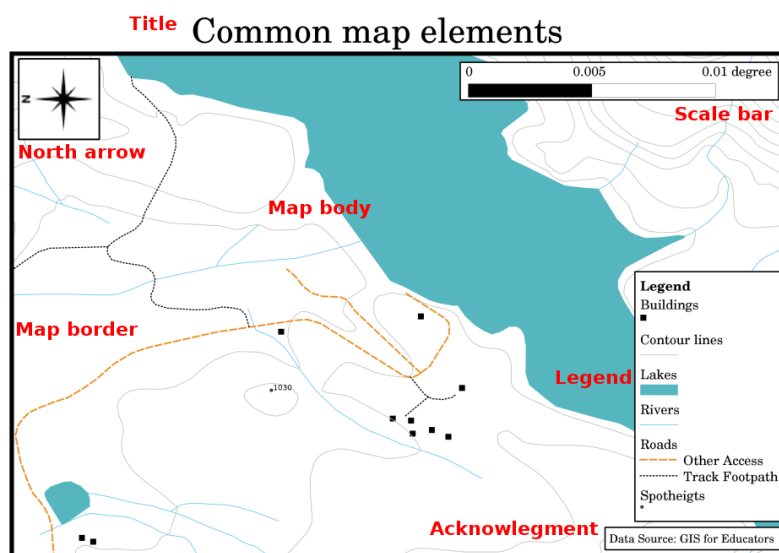 Title Common map elements
0 0.005 0.01 degree
Scale bar
N
North arrow
Map body
Map border
1030
Legend
Legend
Buildings
Contour lines
Lakes
Rivers
Roads
Other Access
Track Footpath
Spotheigts
Acknowlegment
Data Source: GIS for Educators